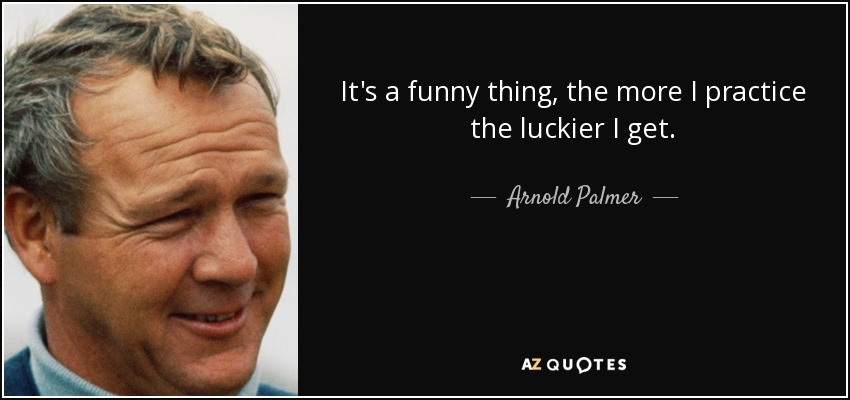 It's a funny thing, the more I practice
the luckier I get.
— Arnold Palmer —
AZ QUOTES